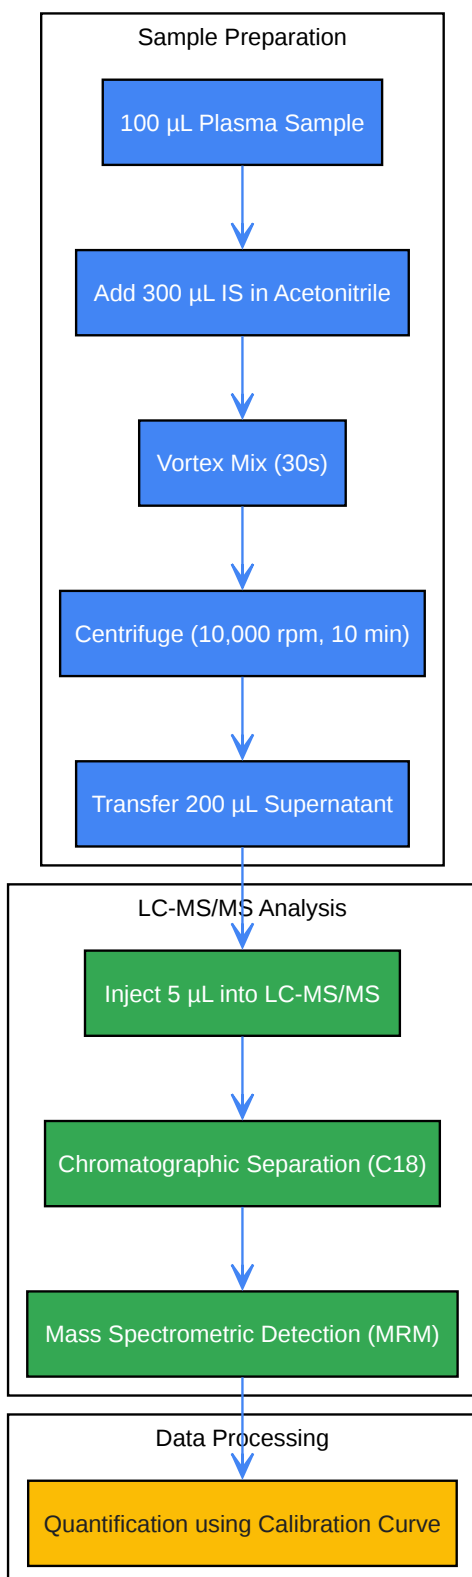 Sample Preparation
100 µL Plasma Sample
Add 300 µL IS in Acetonitrile
Vortex Mix (30s)
Centrifuge (10,000 rpm, 10 min)
Transfer 200 µL Supernatant
LC-MS/MS Analysis
Inject 5 µL into LC-MS/MS
Chromatographic Separation (C18)
Mass Spectrometric Detection (MRM)
Data Processing
Quantification using Calibration Curve